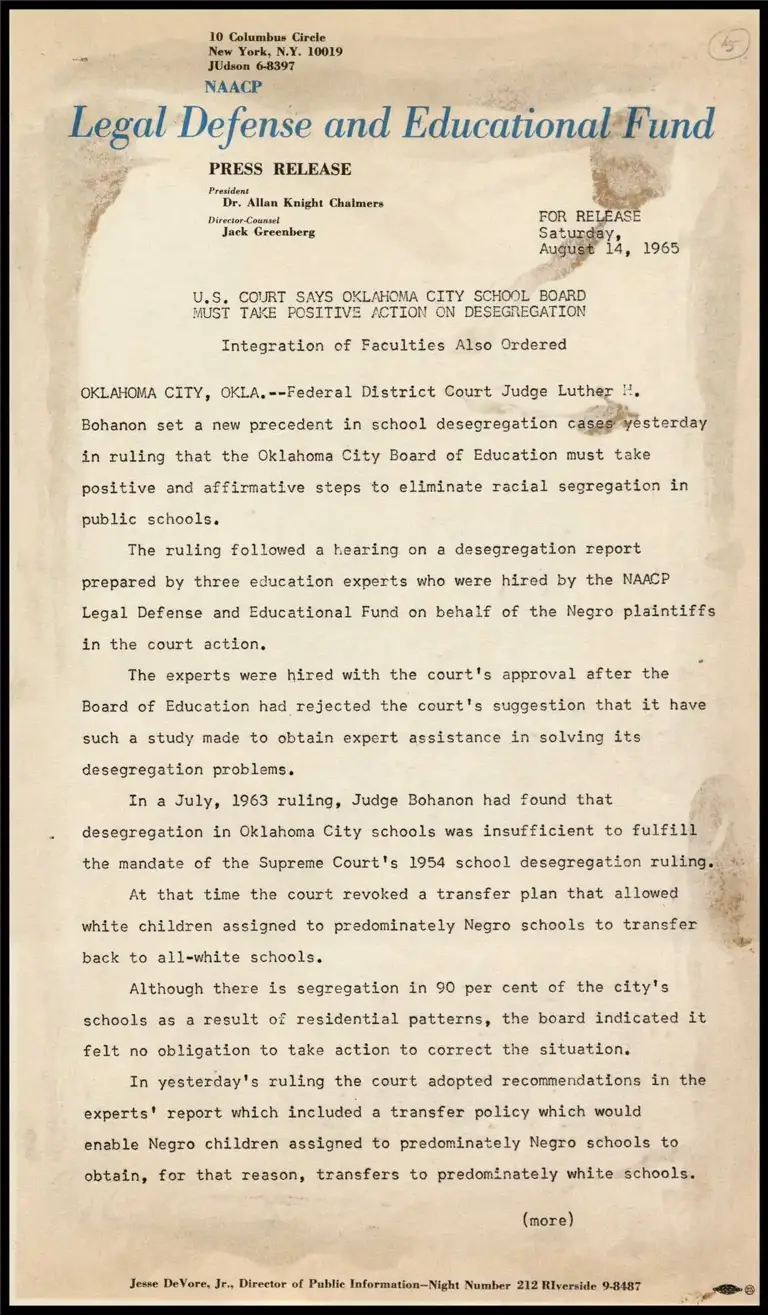 10 Columbus Circle
New York, N.Y. 10019
JUdson 6-8397
NAACP
Legal Defense and Educational Fund
PRESS RELEASE
President
Dr. Allan Knight Chalmers
Director-Counsel
Jack Greenberg
FOR RELEASE
Saturday,
August 14, 1965
U.S. COURT SAYS OKLAHOMA CITY SCHOOL BOARD
MUST TAKE POSITIVE ACTION ON DESEGREGATION
Integration of Faculties Also Ordered
OKLAHOMA CITY, OKLA.--Federal District Court Judge Luther H.
Bohanon set a new precedent in school desegregation cases yesterday
in ruling that the Oklahoma City Board of Education must take
positive and affirmative steps to eliminate racial segregation in
public schools.
The ruling followed a hearing on a desegregation report
prepared by three education experts who were hired by the NAACP
Legal Defense and Educational Fund on behalf of the Negro plaintiffs
in the court action.
The experts were hired with the court's approval after the
Board of Education had rejected the court's suggestion that it have
such a study made to obtain expert assistance in solving its
desegregation problems.
In a July, 1963 ruling, Judge Bohanon had found that
desegregation in Oklahoma City schools was insufficient to fulfill
the mandate of the Supreme Court's 1954 school desegregation ruling.
At that time the court revoked a transfer plan that allowed
white children assigned to predominately Negro schools to transfer
back to all-white schools.
Although there is segregation in 90 per cent of the city's
schools as a result of residential patterns, the board indicated it
felt no obligation to take action to correct the situation.
In yesterday's ruling the court adopted recommendations in the
experts' report which included a transfer policy which would
enable Negro children assigned to predominately Negro schools to
obtain, for that reason, transfers to predominately white schools.
(more)
Jesse DeVore, Jr., Director of Public Information—Night Number 212 RIverside 9-8487